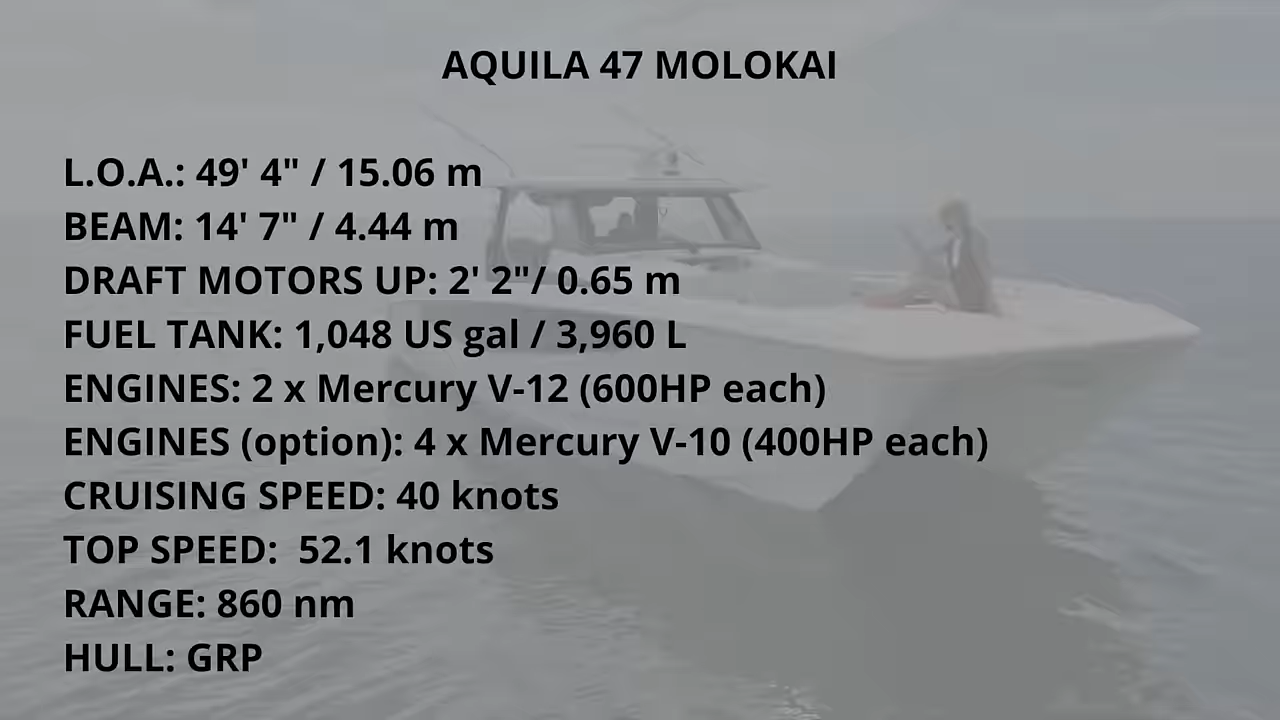 AQUILA 47 MOLOKAI
L.O.A.: 49' 4" / 15.06 m
BEAM: 14' 7" / 4.44 m
DRAFT MOTORS UP: 2' 2"/ 0.65 m
FUEL TANK: 1,048 US gal / 3,960 L
ENGINES: 2 x Mercury V-12 (600HP each)
ENGINES (option): 4 x Mercury V-10 (400HP each)
CRUISING SPEED: 40 knots
TOP SPEED:  52.1 knots
RANGE: 860 nm
HULL: GRP